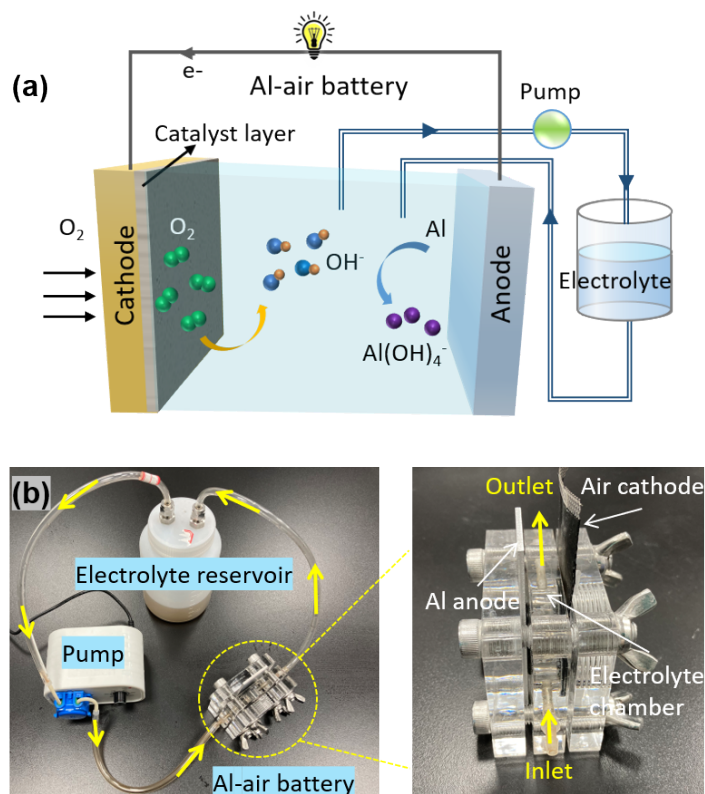 (a)
e-
Al-air battery
Pump
Catalyst layer
O₂
O₂
Cathode
OH⁻
Al
Al(OH)₄⁻
Anode
Electrolyte
(b)
Electrolyte reservoir
Pump
Al-air battery
Outlet
Air cathode
Al anode
Electrolyte
chamber
Inlet